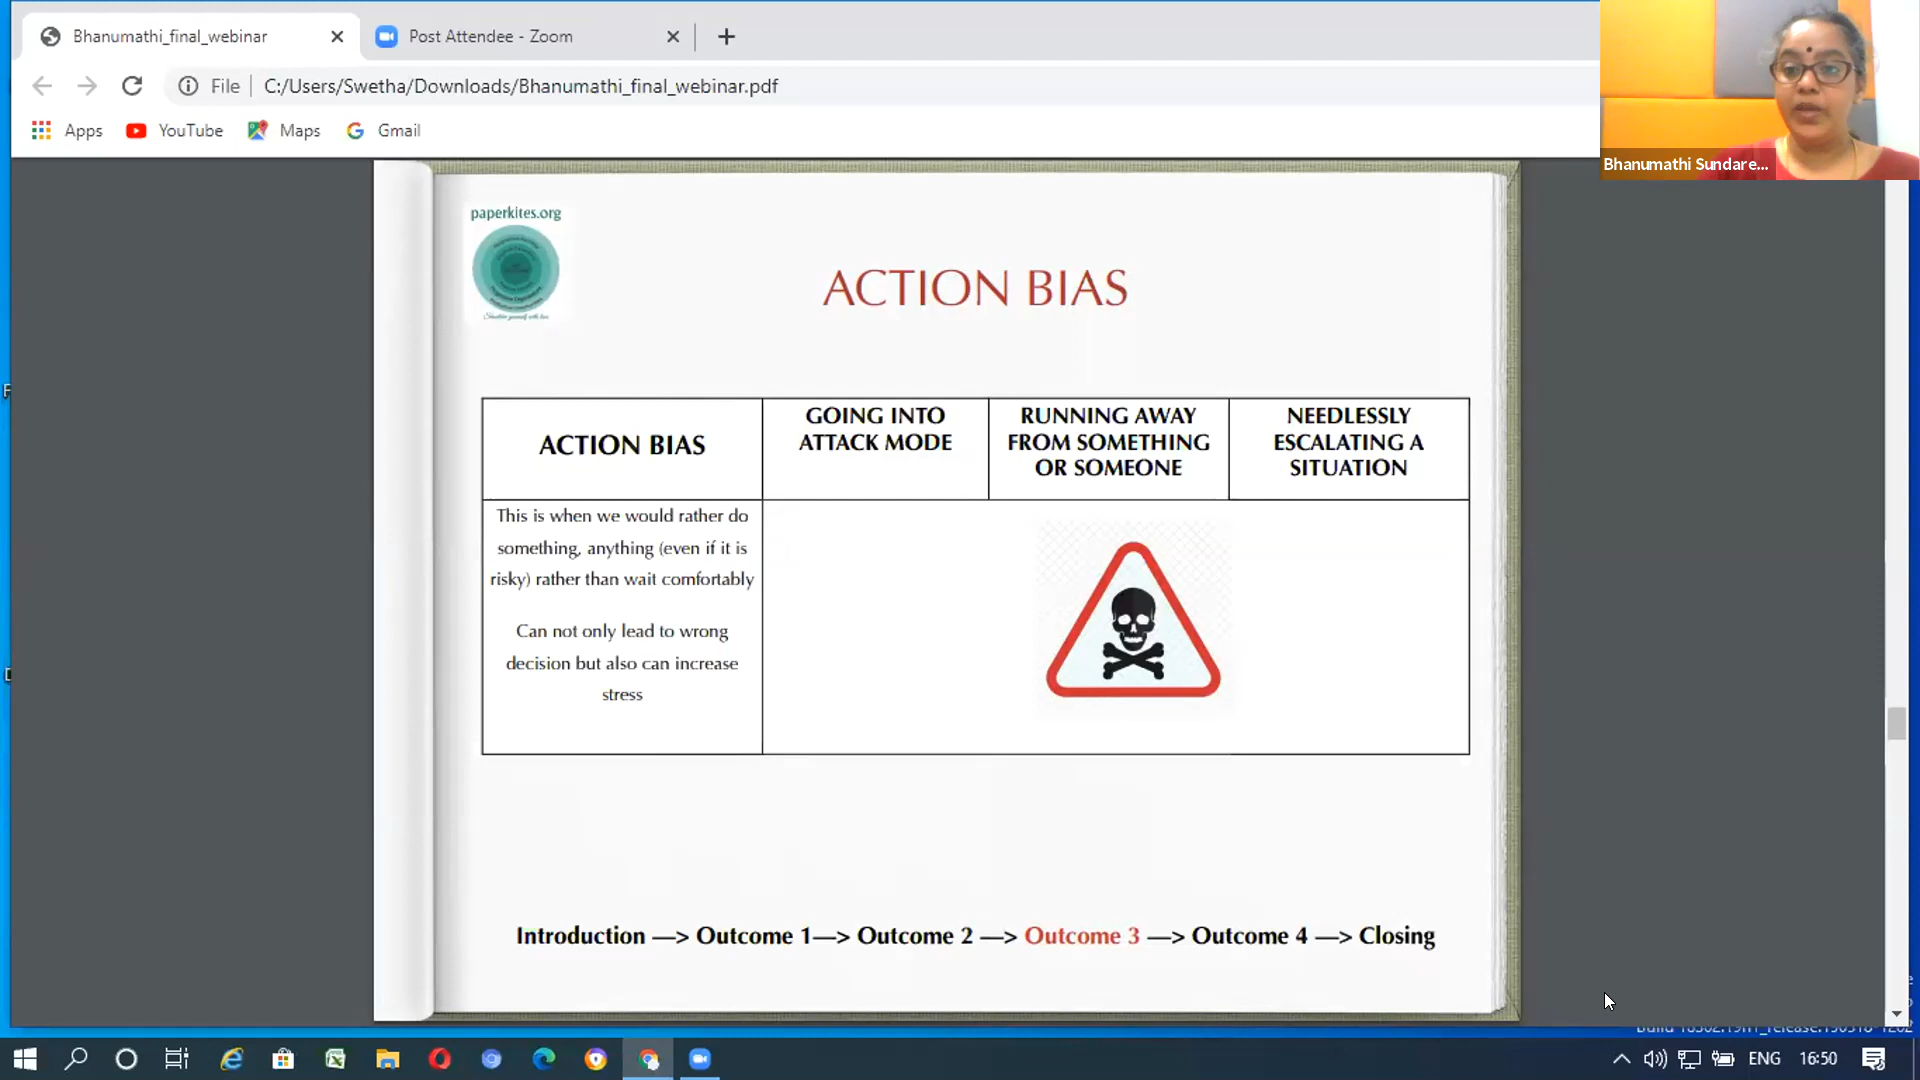 Bhanumathi_final_webinar
Post Attendee - Zoom
File
C:/Users/Swetha/Downloads/Bhanumathi_final_webinar.pdf
Apps
YouTube
Maps
Gmail
Bhanumathi Sundare...
paperkites.org
ACTION BIAS
ACTION BIAS
GOING INTO
ATTACK MODE
RUNNING AWAY
FROM SOMETHING
OR SOMEONE
NEEDLESSLY
ESCALATING A
SITUATION
This is when we would rather do
something, anything (even if it is
risky) rather than wait comfortably
Can not only lead to wrong
decision but also can increase
stress
Introduction —> Outcome 1—> Outcome 2 —> Outcome 3 —> Outcome 4 —> Closing
ENG
16:50